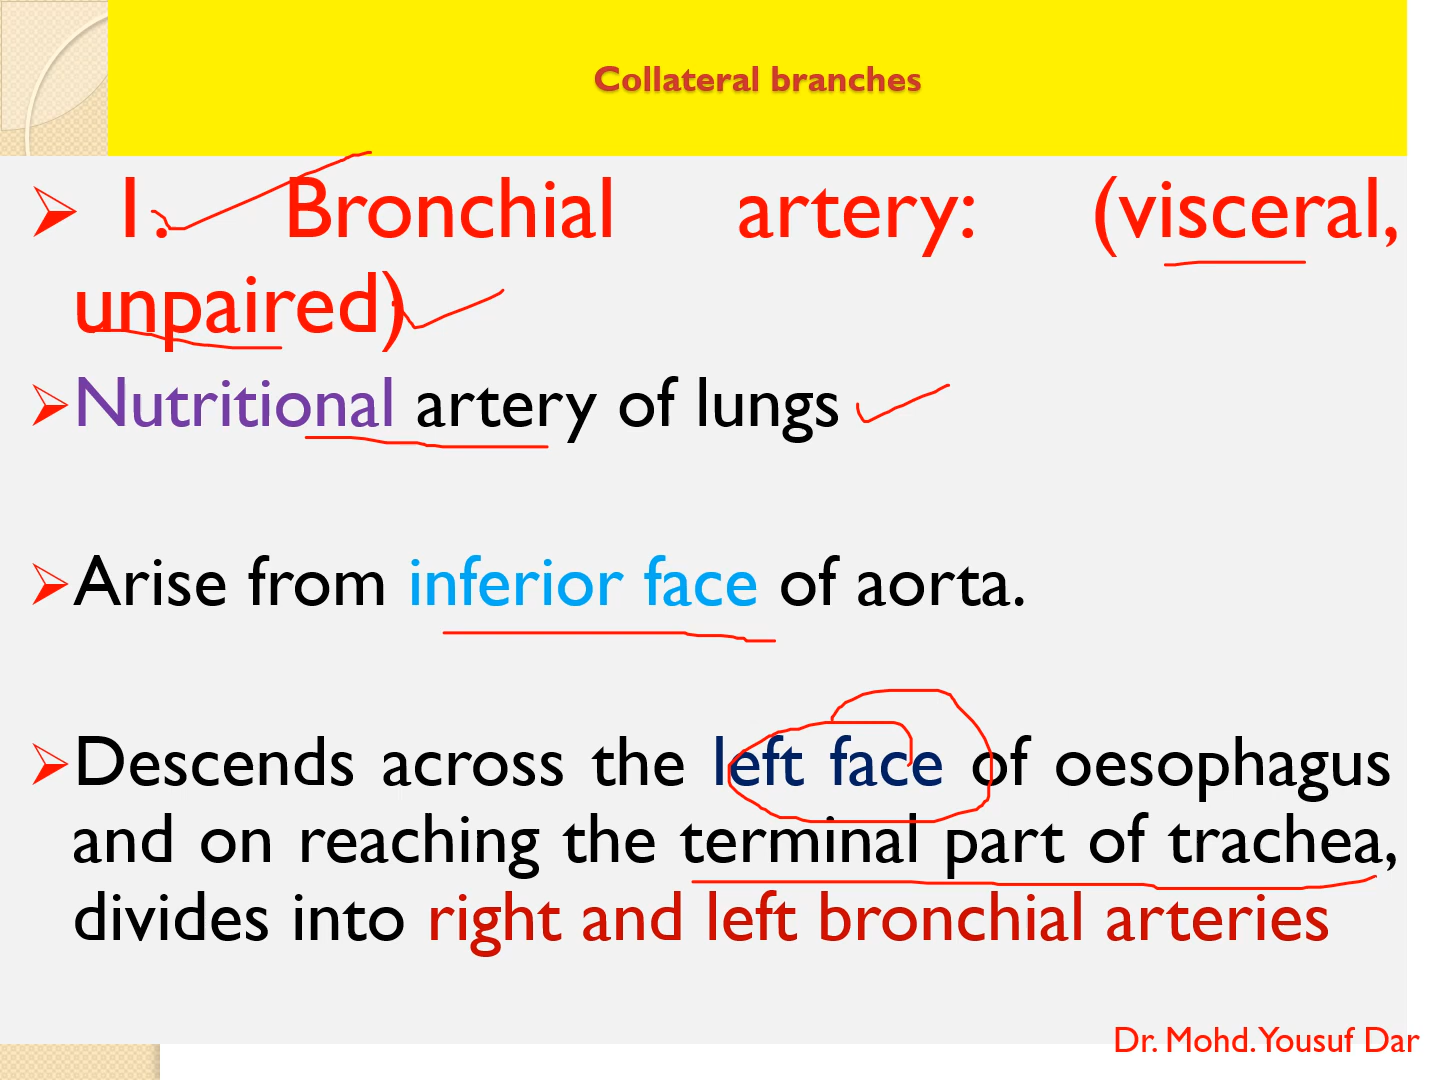 Collateral branches
1. Bronchial artery: (visceral,
unpaired)
Nutritional artery of lungs
Arise from inferior face of aorta.
Descends across the left face of oesophagus
and on reaching the terminal part of trachea,
divides into right and left bronchial arteries
Dr. Mohd. Yousuf Dar